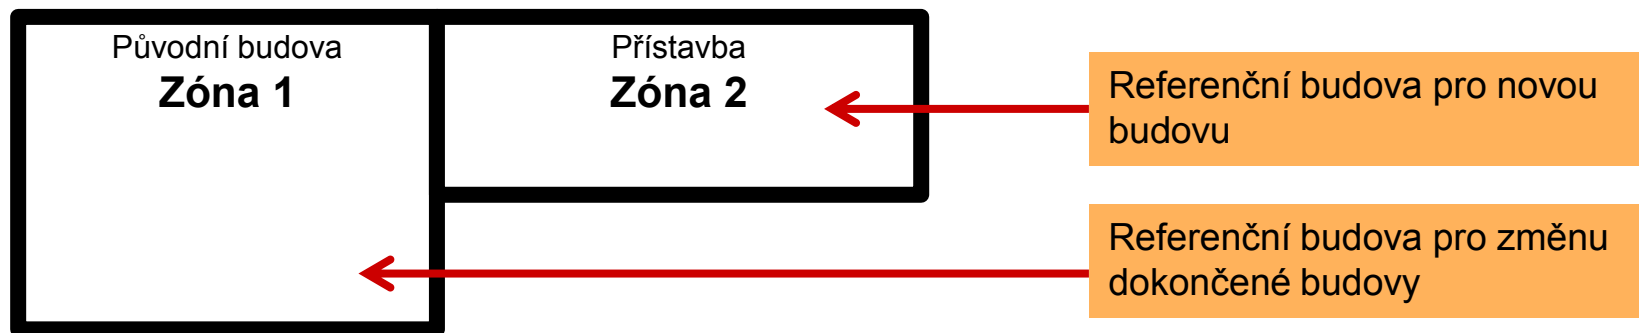 Původní budova
Zóna 1
Přístavba
Zóna 2
Referenční budova pro novou
budovu
Referenční budova pro změnu
dokončené budovy